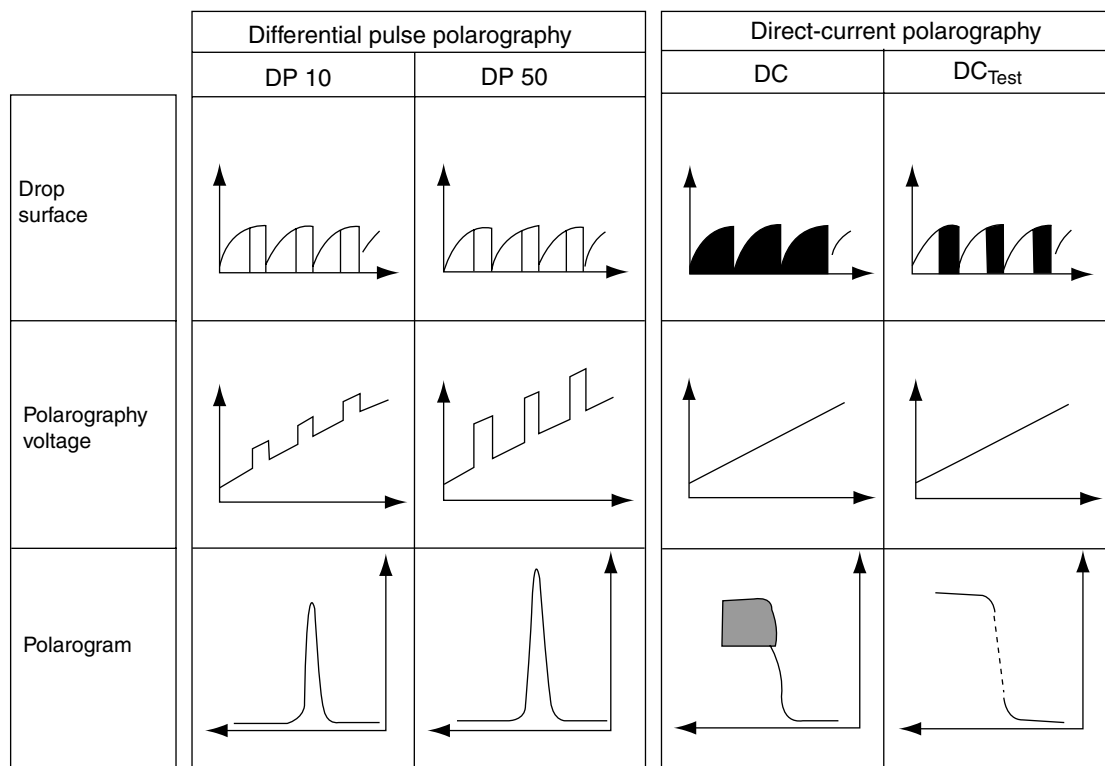 Differential pulse polarography
Direct-current polarography
DP 10
DP 50
DC
DCTest
Drop
surface
Polarography
voltage
Polarogram